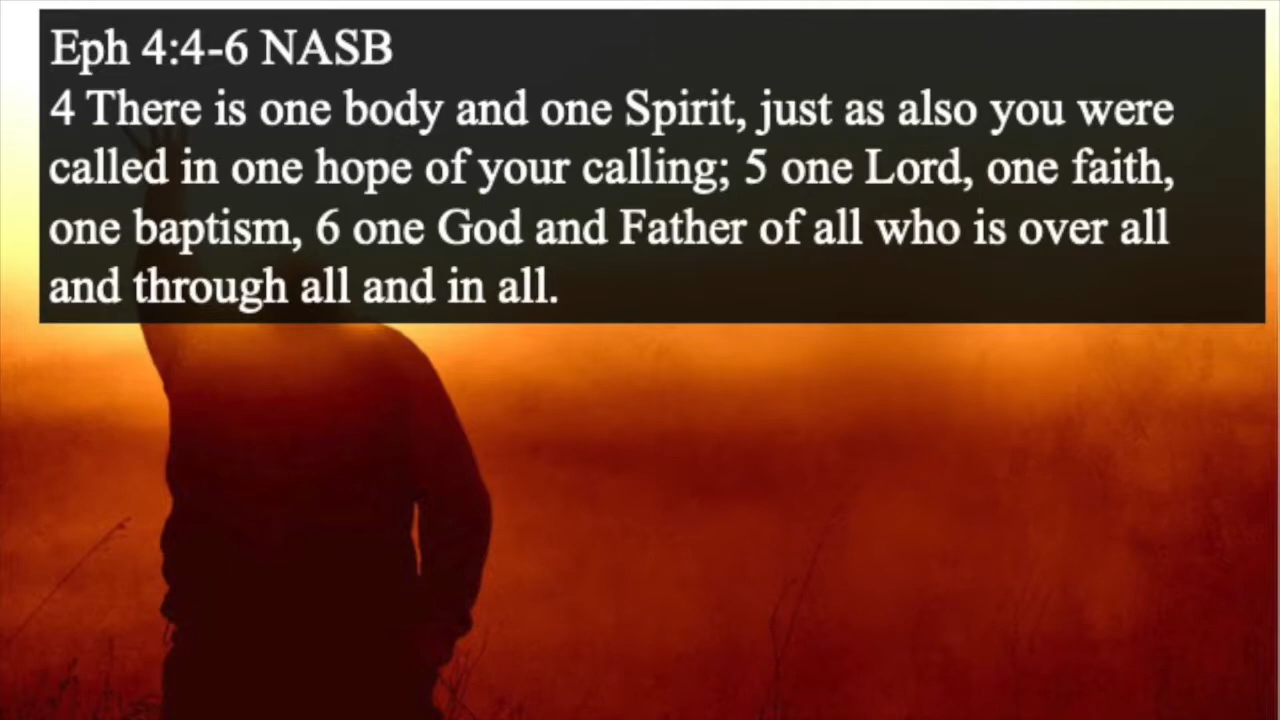 Eph 4:4-6 NASB
4 There is one body and one Spirit, just as also you were
called in one hope of your calling; 5 one Lord, one faith,
one baptism, 6 one God and Father of all who is over all
and through all and in all.